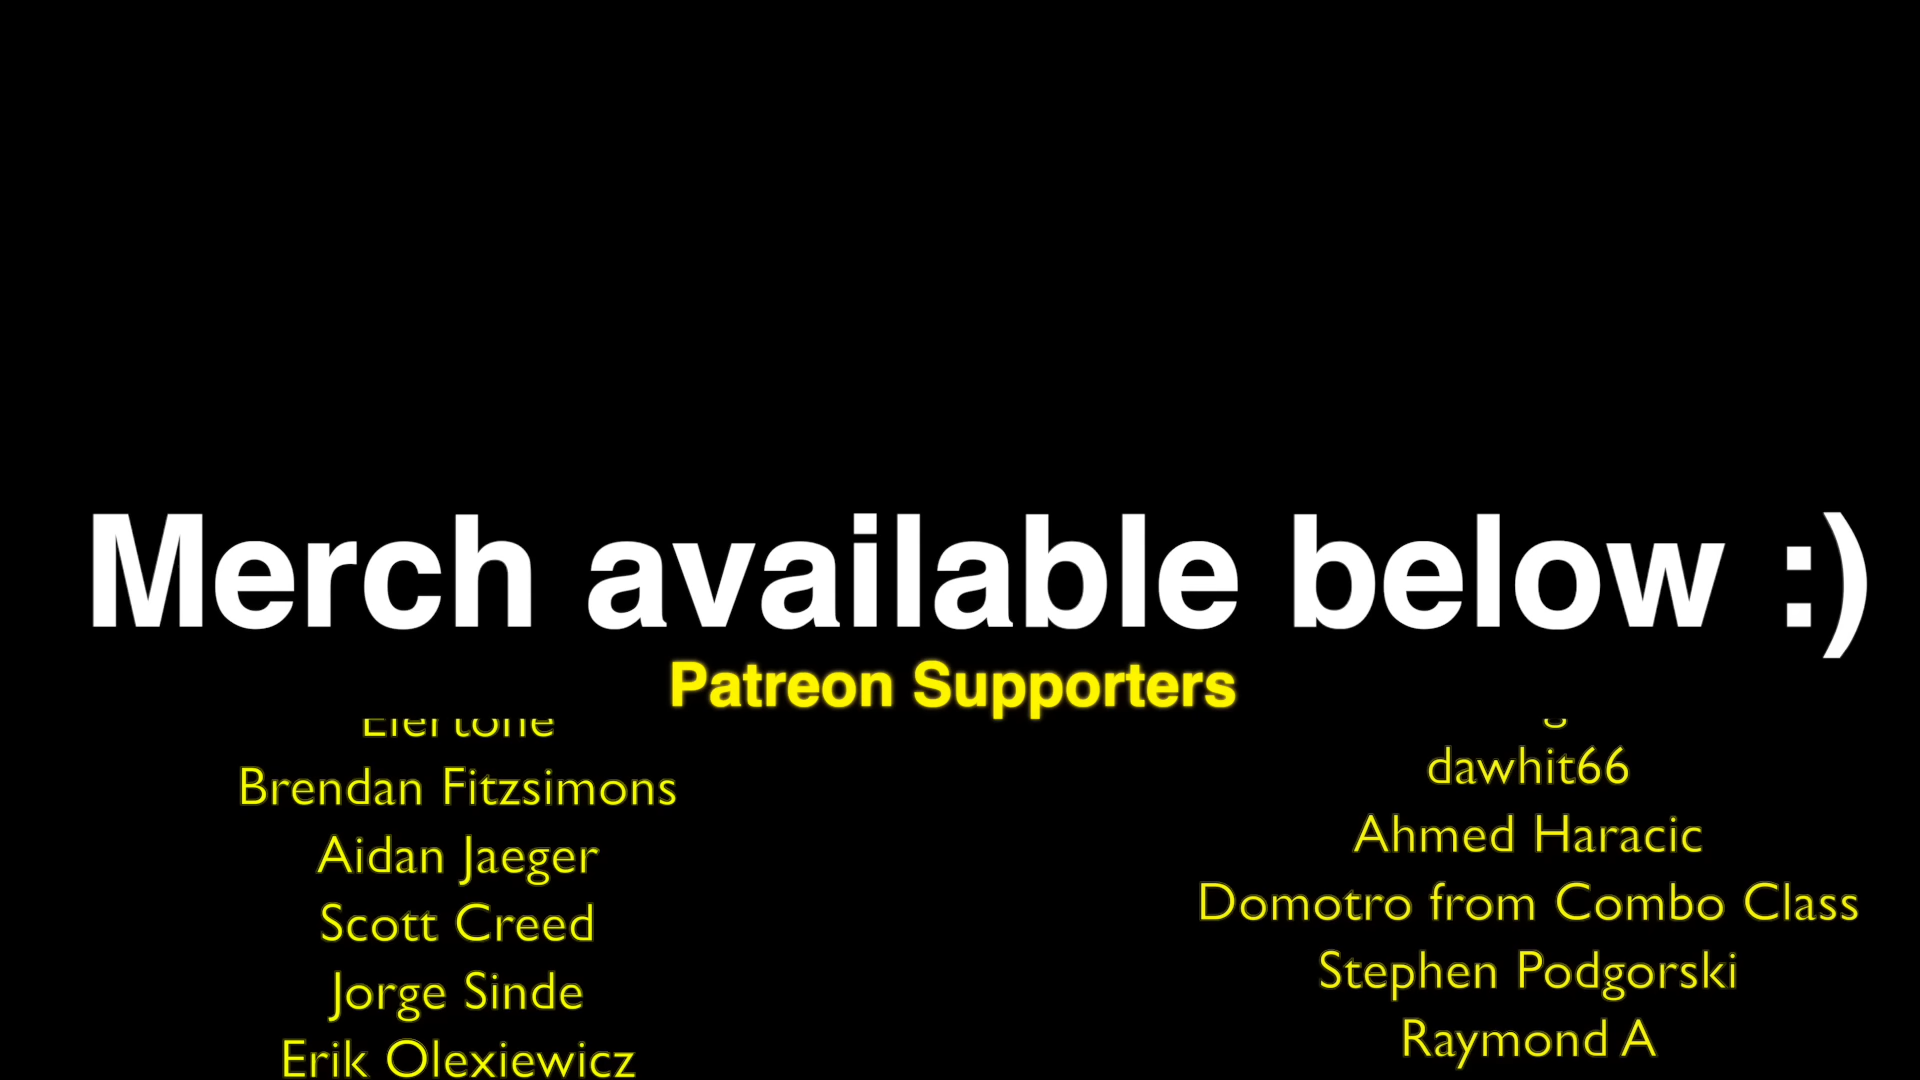 Merch available below :)
Patreon Supporters
Brendan Fitzsimons
Aidan Jaeger
Scott Creed
Jorge Sinde
Erik Olexiewicz
dawhit66
Ahmed Haracic
Domotro from Combo Class
Stephen Podgorski
Raymond A